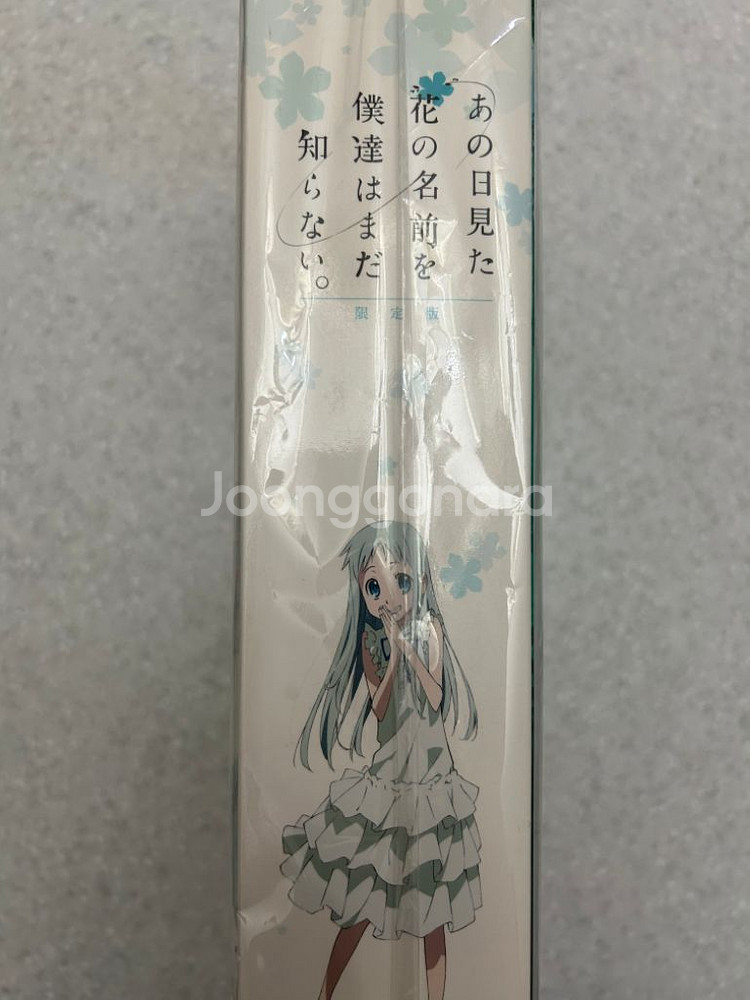 あの日見た
花の名前を
僕達はまだ
知らない。
限定版
Joonggonara